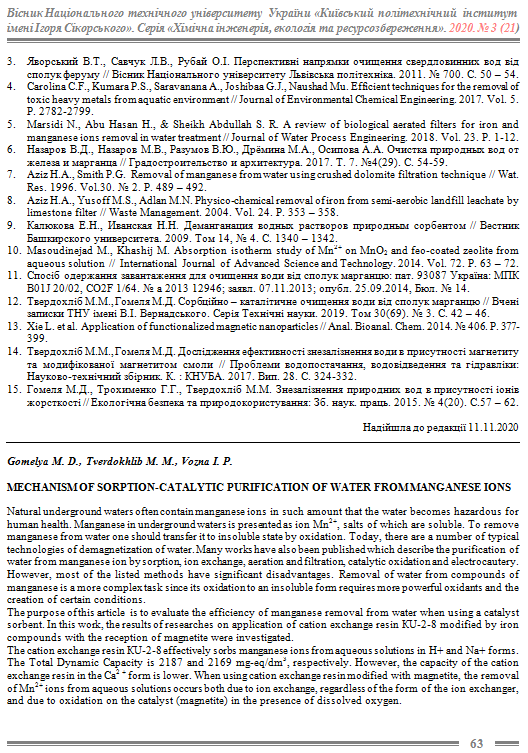 Вісник Національного технічного університету України «Київський політехнічний інститут
імені Ігоря Сікорського». Серія «Хімічна інженерія, екологія та ресурсозбереження». 2020. № 3 (21)
3. Яворський В.Т., Савчук Л.В., Рубай О.І. Перспективні напрямки очищення свердловинних вод від
сполук феруму // Вісник Національного університету Львівська політехніка. 2011. № 700. С. 50 – 54.
4. Carolina C.F., Kumara P.S., Saravanana A., Joshibaa G.J., Naushad Mu. Efficient techniques for the removal of
toxic heavy metals from aquatic environment // Journal of Environmental Chemical Engineering. 2017. Vol. 5.
P. 2782-2799.
5. Marsidi N., Abu Hasan H., & Sheikh Abdullah S. R. A review of biological aerated filters for iron and
manganese ions removal in water treatment // Journal of Water Process Engineering. 2018. Vol. 23. P. 1-12.
6. Назаров В.Д., Назаров М.В., Разумов В.Ю., Дрёмина М.А., Осипова А.А. Очистка природных вод от
железа и марганца // Градостроительство и архитектура. 2017. Т. 7. №4(29). С. 54-59.
7. Aziz H.A., Smith P.G. Removal of manganese from water using crushed dolomite filtration technique // Wat.
Res. 1996. Vol.30. № 2. P. 489 – 492.
8. Aziz H.A., Yusoff M.S., Adlan M.N. Physico-chemical removal of iron from semi-aerobic landfill leachate by
limestone filter // Waste Management. 2004. Vol. 24. P. 353 – 358.
9. Калюкова Е.Н., Иванская Н.Н. Деманганация водных растворов природным сорбентом // Вестник
Башкирского университета. 2009. Том 14, № 4. С. 1340 – 1342.
10. Masoudinejad M., Khashij M. Absorption isotherm study of Mn²⁺ on MnO₂ and feo-coated zeolite from
aqueous solution // International Journal of Advanced Science and Technology. 2014. Vol. 72. P. 63 – 72.
11. Спосіб одержання завантаження для очищення води від сполук марганцю: пат. 93087 Україна: МПК
B01J 20/02, CO2F 1/64. № a 2013 12946; заявл. 07.11.2013; опубл. 25.09.2014, Бюл. № 14.
12. Твердохліб М.М., Гомеля М.Д. Сорбційно – каталітичне очищення води від сполук марганцю // Вчені
записки ТНУ імені В.І. Вернадського. Серія Технічні науки. 2019. Том 30(69). № 3. С. 42 – 46.
13. Xie L. et al. Application of functionalized magnetic nanoparticles // Anal. Bioanal. Chem. 2014. № 406. P. 377-
399.
14. Твердохліб М.М., Гомеля М.Д. Дослідження ефективності знезалізнення води в присутності магнетиту
та модифікованої магнетитом смоли // Проблеми водопостачання, водовідведення та гідравліки:
Науково-технічний збірник. К. : КНУБА. 2017. Вип. 28. С. 324-332.
15. Гомеля М.Д., Трохименко Г.Г., Твердохліб М.М. Знезалізнення природних вод в присутності іонів
жорсткості // Екологічна безпека та природокористування: Зб. наук. праць. 2015. № 4(20). С.57 – 62.
Надійшла до редакції 11.11.2020
Gomelya M. D., Tverdokhlib M. M., Vozna I. P.
MECHANISM OF SORPTION-CATALYTIC PURIFICATION OF WATER FROM MANGANESE IONS
Natural underground waters often contain manganese ions in such amount that the water becomes hazardous for
human health. Manganese in underground waters is presented as ion Mn²⁺, salts of which are soluble. To remove
manganese from water one should transfer it to insoluble state by oxidation. Today, there are a number of typical
technologies of demagnetization of water. Many works have also been published which describe the purification of
water from manganese ion by sorption, ion exchange, aeration and filtration, catalytic oxidation and electrocautery.
However, most of the listed methods have significant disadvantages. Removal of water from compounds of
manganese is a more complex task since its oxidation to an insoluble form requires more powerful oxidants and the
creation of certain conditions.
The purpose of this article is to evaluate the efficiency of manganese removal from water when using a catalyst
sorbent. In this work, the results of researches on application of cation exchange resin KU-2-8 modified by iron
compounds with the reception of magnetite were investigated.
The cation exchange resin KU-2-8 effectively sorbs manganese ions from aqueous solutions in H+ and Na+ forms.
The Total Dynamic Capacity is 2187 and 2169 mg-eq/dm³, respectively. However, the capacity of the cation
exchange resin in the Ca²⁺ form is lower. When using cation exchange resin modified with magnetite, the removal
of Mn²⁺ ions from aqueous solutions occurs both due to ion exchange, regardless of the form of the ion exchanger,
and due to oxidation on the catalyst (magnetite) in the presence of dissolved oxygen.
63